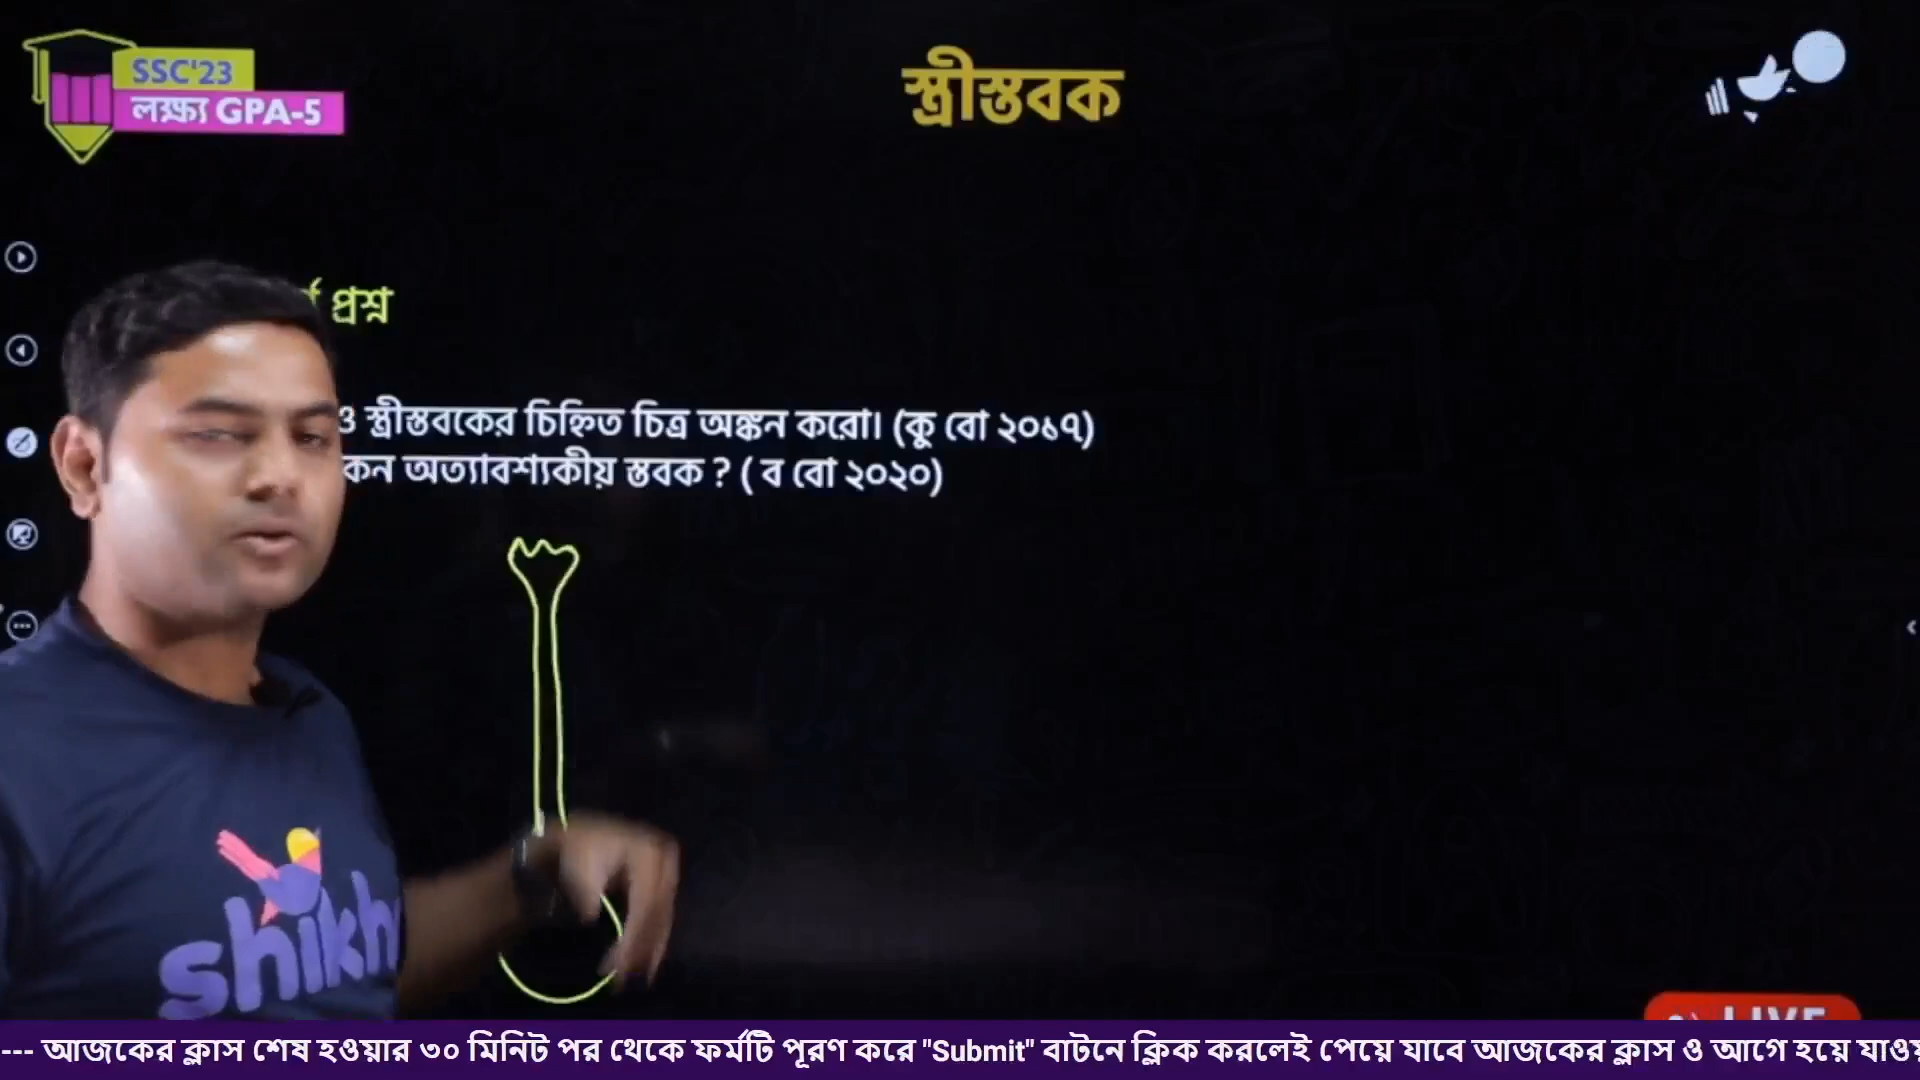 SSC'23
লক্ষ্য GPA-5
স্ত্রীস্তবক
প্রশ্ন
ও স্ত্রীস্তবকের চিহ্নিত চিত্র অঙ্কন করো। (কু বো ২০১৭)
কেন অত্যাবশ্যকীয় স্তবক ? ( ব বো ২০২০)
shikh
LIVE
--- আজকের ক্লাস শেষ হওয়ার ৩০ মিনিট পর থেকে ফর্মটি পূরণ করে "Submit" বাটনে ক্লিক করলেই পেয়ে যাবে আজকের ক্লাস ও আগে হয়ে